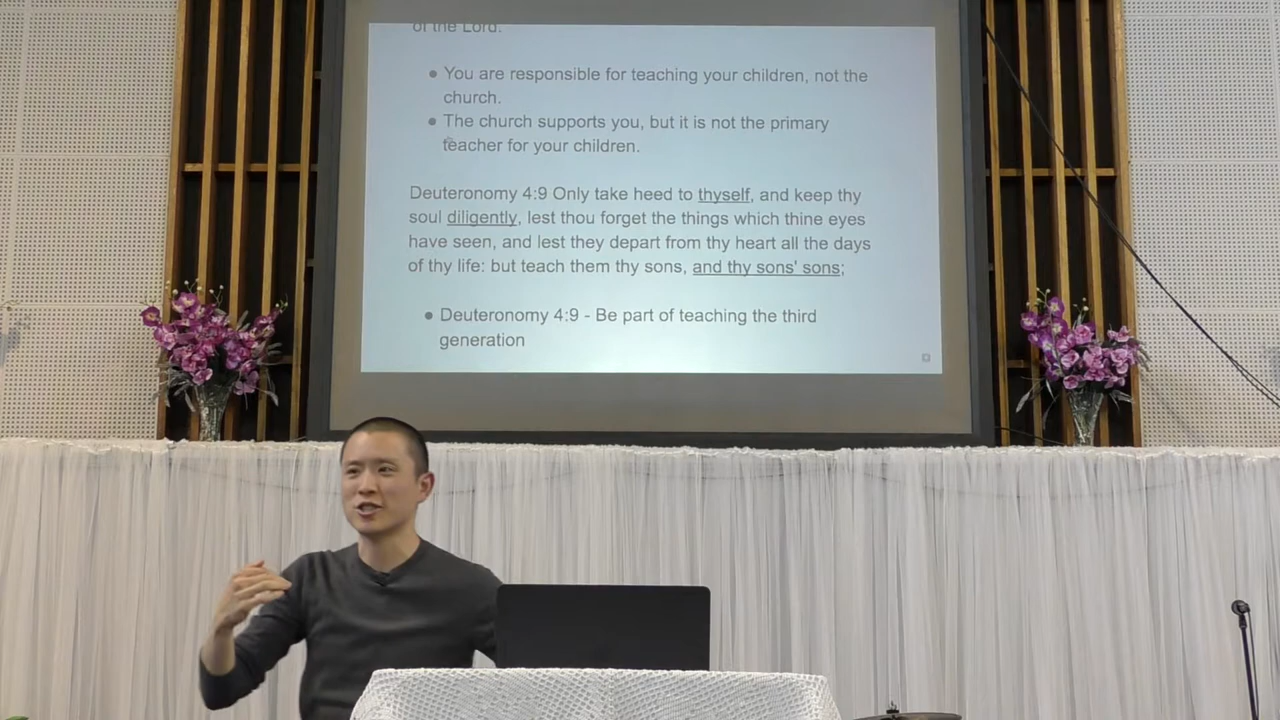 of the Lord.
● You are responsible for teaching your children, not the
church.
● The church supports you, but it is not the primary
teacher for your children.
Deuteronomy 4:9 Only take heed to thyself, and keep thy
soul diligently, lest thou forget the things which thine eyes
have seen, and lest they depart from thy heart all the days
of thy life: but teach them thy sons, and thy sons' sons;
● Deuteronomy 4:9 - Be part of teaching the third
generation